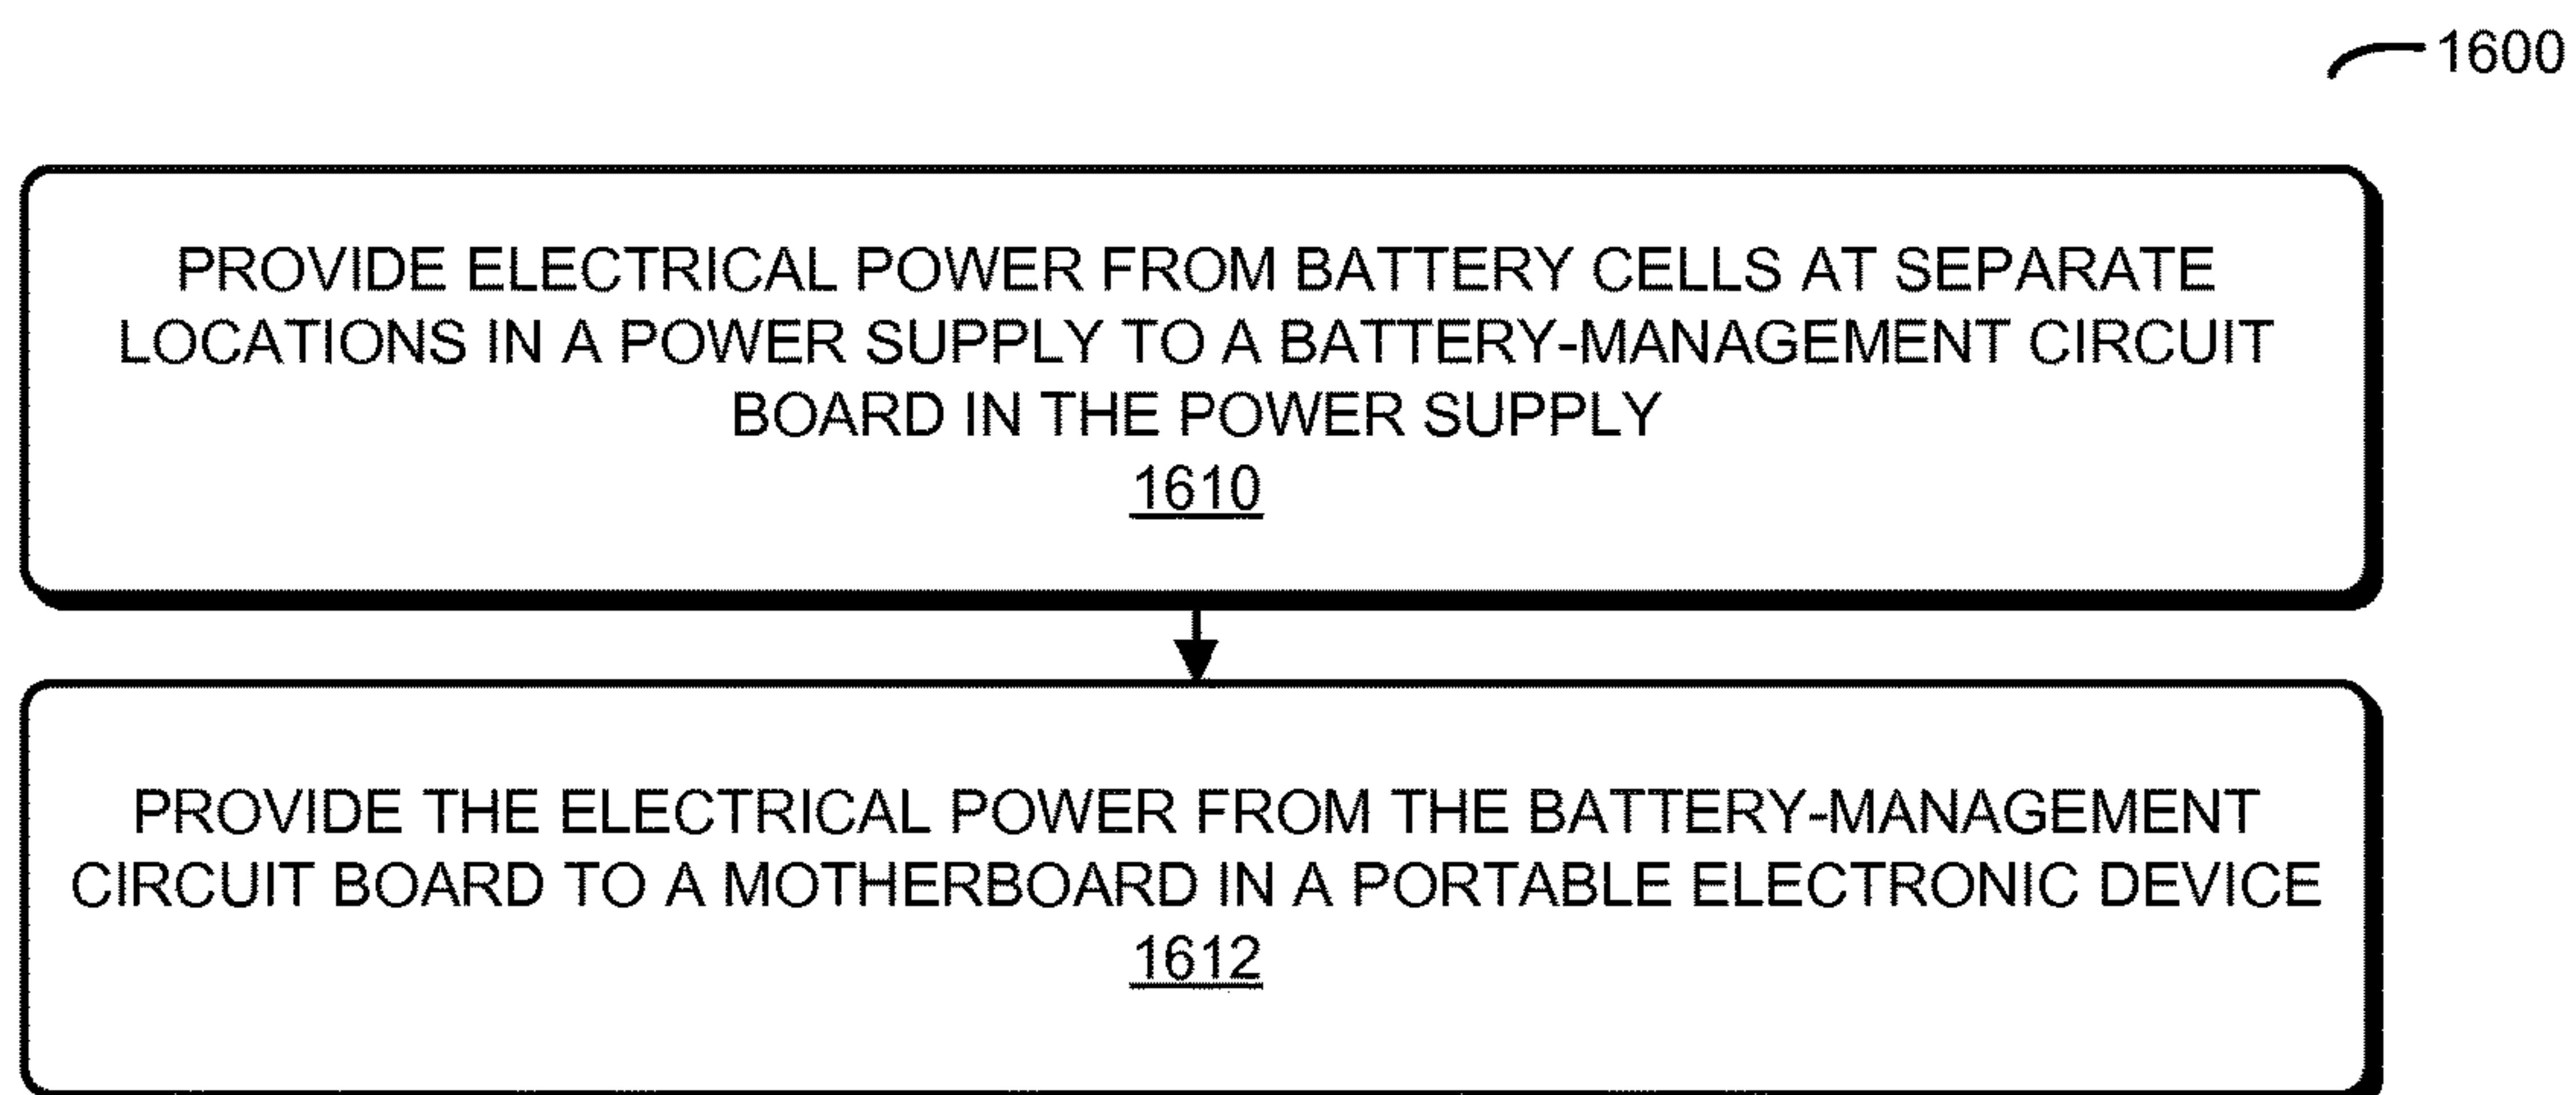 1600
PROVIDE ELECTRICAL POWER FROM BATTERY CELLS AT SEPARATE
LOCATIONS IN A POWER SUPPLY TO A BATTERY-MANAGEMENT CIRCUIT
BOARD IN THE POWER SUPPLY
1610
PROVIDE THE ELECTRICAL POWER FROM THE BATTERY-MANAGEMENT
CIRCUIT BOARD TO A MOTHERBOARD IN A PORTABLE ELECTRONIC DEVICE
1612